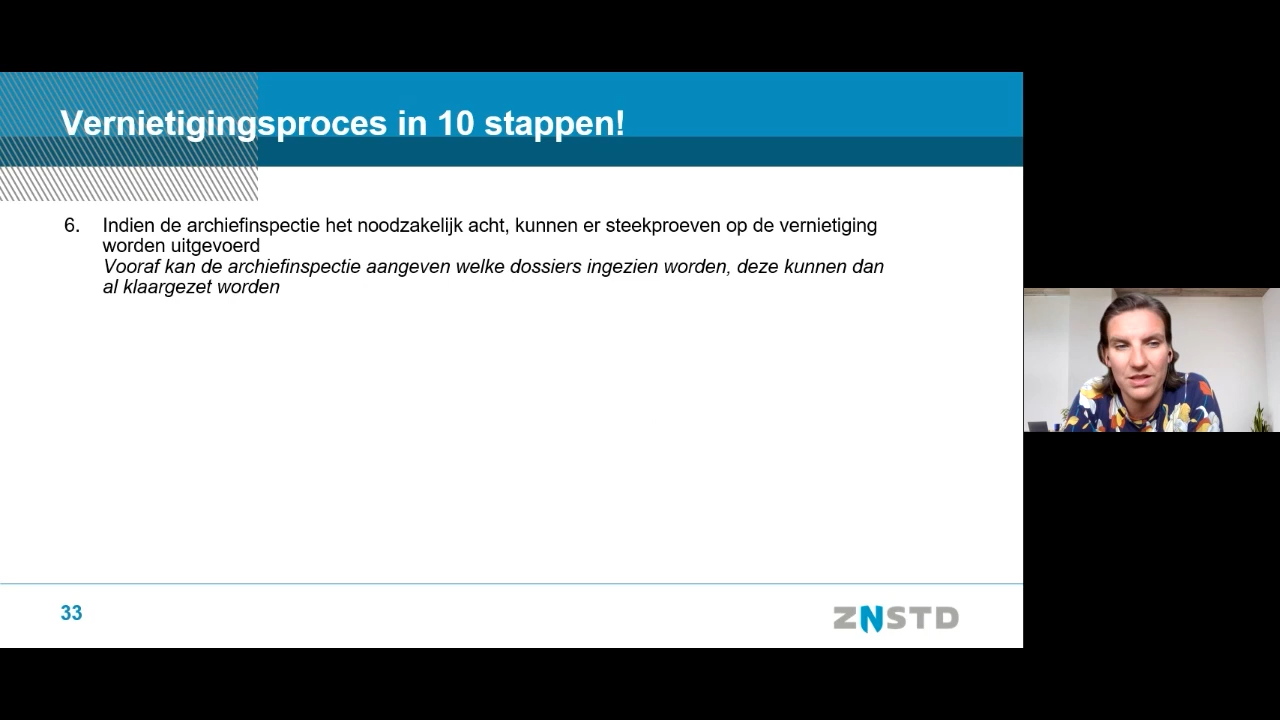 Vernietigingsproces in 10 stappen!
6. Indien de archiefinspectie het noodzakelijk acht, kunnen er steekproeven op de vernietiging
worden uitgevoerd
Vooraf kan de archiefinspectie aangeven welke dossiers ingezien worden, deze kunnen dan
al klaargezet worden
33
ZNSTD